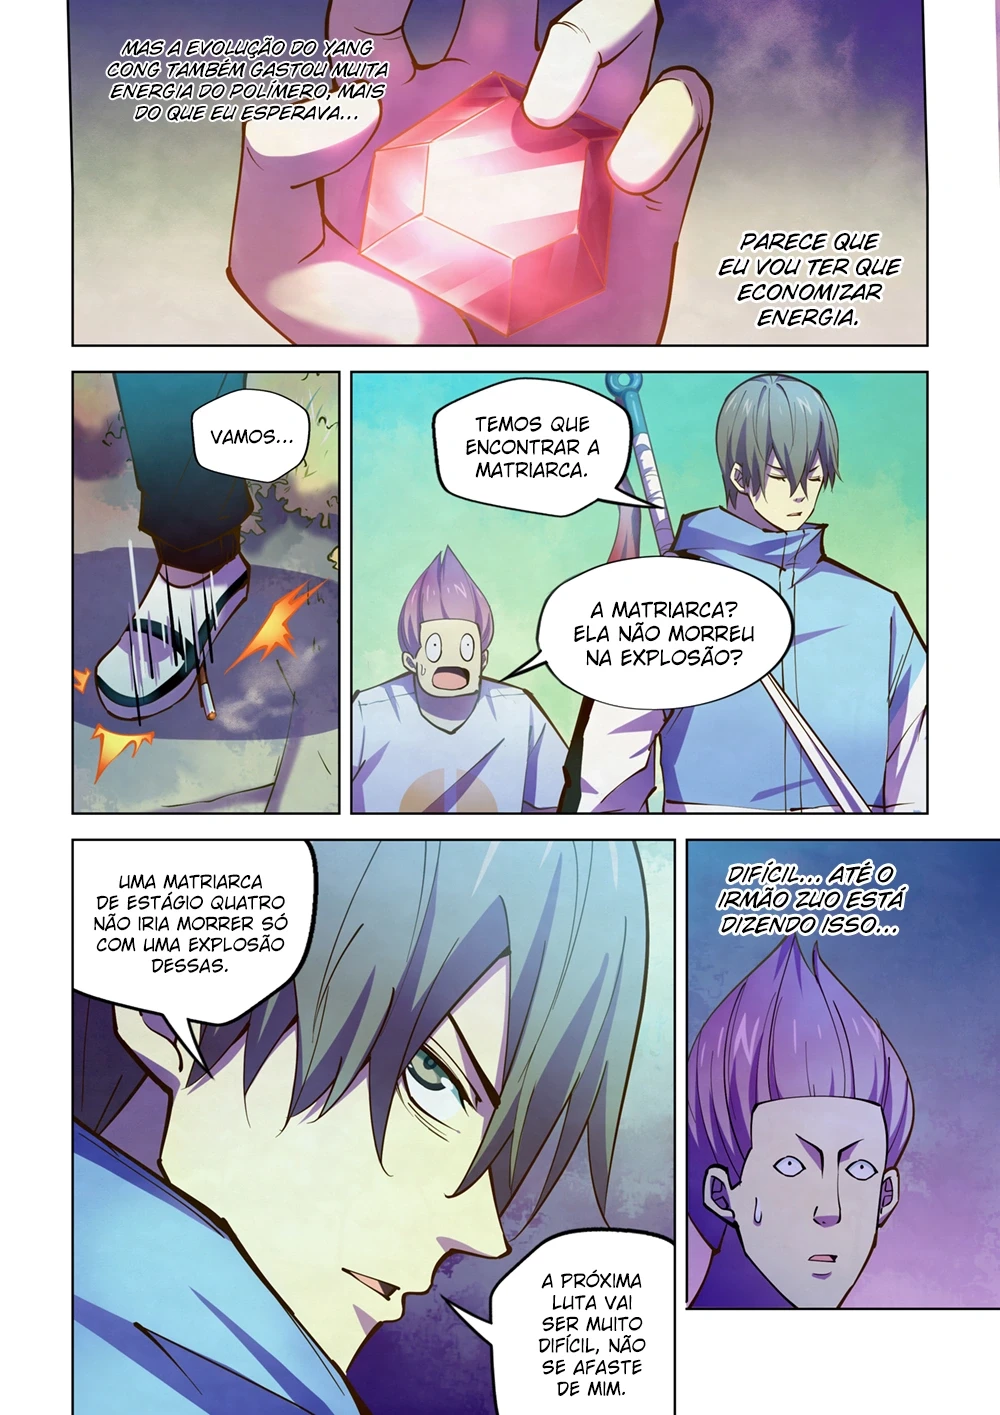 MAS A EVOLUÇÃO DO YANG
CONG TAMBÉM GASTOU MUITA
ENERGIA DO POLÍMERO, MAIS
DO QUE EU ESPERAVA...
PARECE QUE
EU VOU TER QUE
ECONOMIZAR
ENERGIA.
VAMOS...
TEMOS QUE
ENCONTRAR A
MATRIARCA.
A MATRIARCA?
ELA NÃO MORREU
NA EXPLOSÃO?
UMA MATRIARCA
DE ESTÁGIO QUATRO
NÃO IRIA MORRER SÓ
COM UMA EXPLOSÃO
DESSAS.
DIFÍCIL... ATÉ O
IRMÃO ZUO ESTÁ
DIZENDO ISSO...
A PRÓXIMA
LUTA VAI
SER MUITO
DIFÍCIL, NÃO
SE AFASTE
DE MIM.